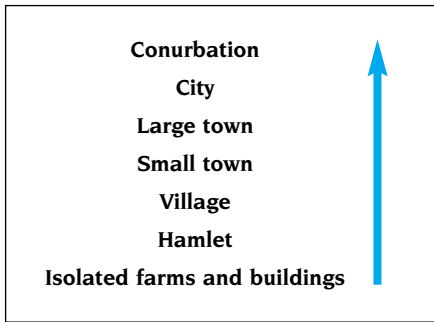 Conurbation
City
Large town
Small town
Village
Hamlet
Isolated farms and buildings